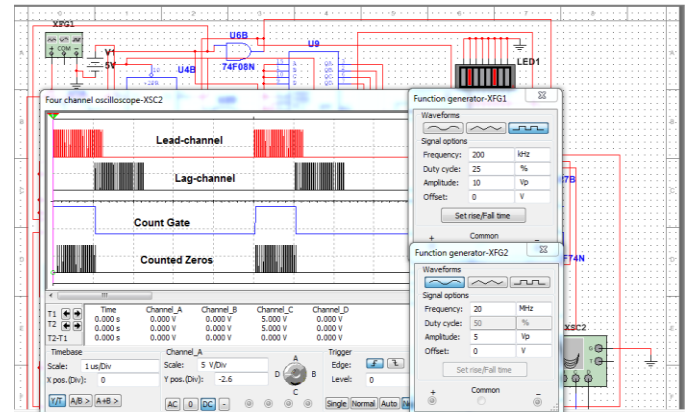 XFG1
COM
V1
5V
U4B
U6B
74F08N
U9
LED1
Four channel oscilloscope-XSC2
Lead-channel
Lag-channel
Count Gate
Counted Zeros
Time Channel_A Channel_B Channel_C Channel_D
T1 0.000 s 0.000 V 0.000 V 5.000 V 0.000 V
T2 0.000 s 0.000 V 0.000 V 5.000 V 0.000 V
T2-T1 0.000 s 0.000 V 0.000 V 0.000 V 0.000 V
Timebase Channel_A Trigger
Scale: 1 us/Div Scale: 5 V/Div Edge:
X pos.(Div): 0 Y pos.(Div): -2.6 Level: 0
A
B
C
D
Y/T A/B > A+B > AC 0 DC - Single Normal Auto
Function generator-XFG1
Waveforms
Signal options
Frequency: 200 kHz
Duty cycle: 25 %
Amplitude: 10 Vp
Offset: 0 V
Set rise/Fall time
+ Common -
Function generator-XFG2
Waveforms
Signal options
Frequency: 20 MHz
Duty cycle: 50 %
Amplitude: 5 Vp
Offset: 0 V
Set rise/Fall time
+ Common -
27B
F74N
XSC2
G
T